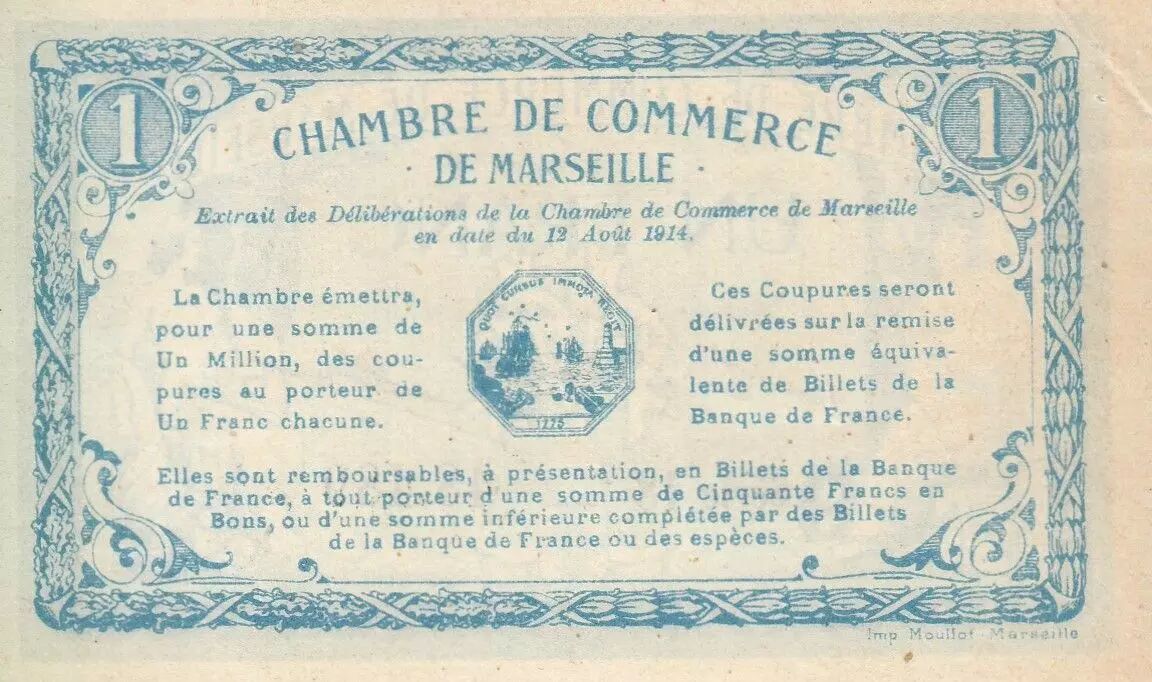 1
1
CHAMBRE DE COMMERCE
· DE MARSEILLE ·
Extrait des Délibérations de la Chambre de Commerce de Marseille
en date du 12 Août 1914.
La Chambre émettra,
pour une somme de
Un Million, des cou-
pures au porteur de
Un Franc chacune.
QUOT CURSUS IMMOTA REGIT
1775
Ces Coupures seront
délivrées sur la remise
d'une somme équiva-
lente de Billets de la
Banque de France.
Elles sont remboursables, à présentation, en Billets de la Banque
de France, à tout porteur d'une somme de Cinquante Francs en
Bons, ou d'une somme inférieure complétée par des Billets
de la Banque de France ou des espèces.
Imp Moullot - Marseille